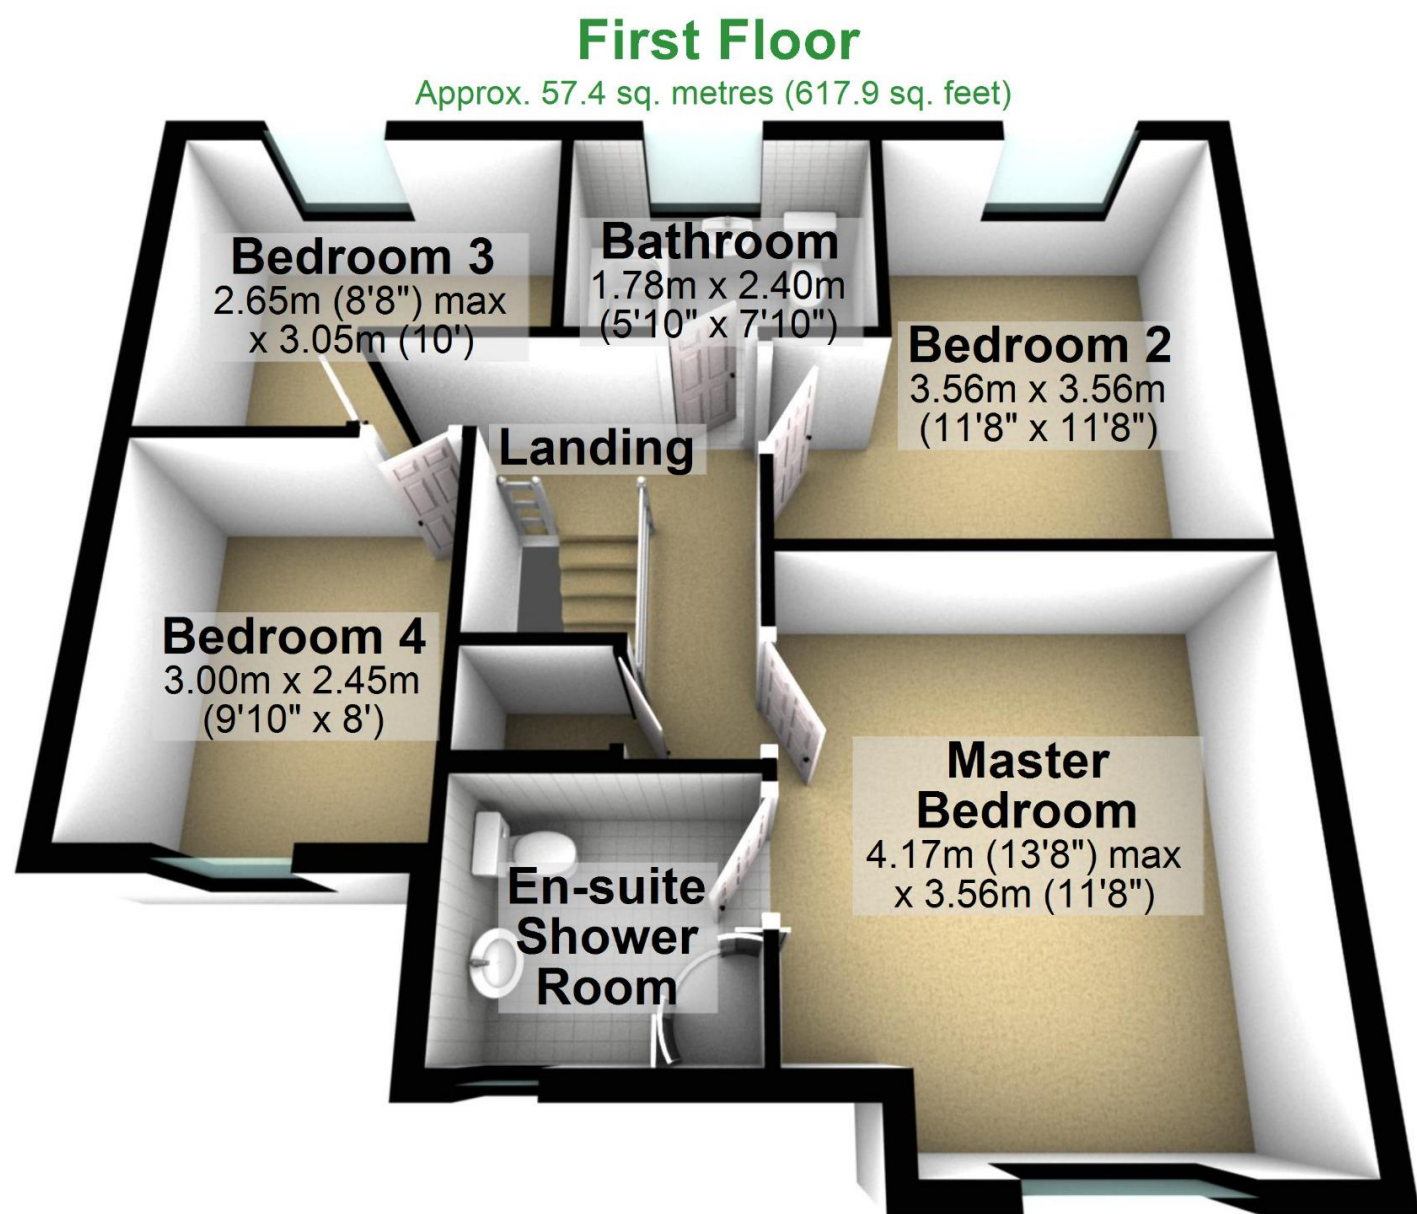 First Floor
Approx. 57.4 sq. metres (617.9 sq. feet)
Bedroom 3
2.65m (8'8") max
x 3.05m (10')
Bathroom
1.78m x 2.40m
(5'10" x 7'10")
Bedroom 2
3.56m x 3.56m
(11'8" x 11'8")
Landing
Bedroom 4
3.00m x 2.45m
(9'10" x 8')
Master
Bedroom
4.17m (13'8") max
x 3.56m (11'8")
En-suite
Shower
Room